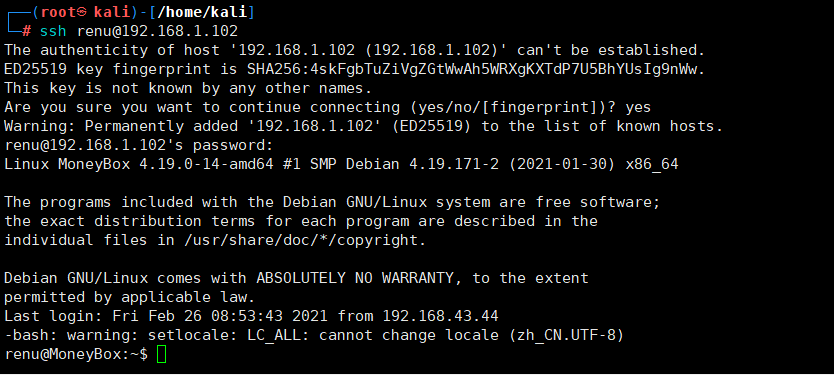 ┌──(root㉿kali)-[/home/kali]
└─# ssh renu@192.168.1.102
The authenticity of host '192.168.1.102 (192.168.1.102)' can't be established.
ED25519 key fingerprint is SHA256:4skFgbTuZiVgZGtWwAh5WRXgKXTdP7U5BhYUsIg9nWw.
This key is not known by any other names.
Are you sure you want to continue connecting (yes/no/[fingerprint])? yes
Warning: Permanently added '192.168.1.102' (ED25519) to the list of known hosts.
renu@192.168.1.102's password:
Linux MoneyBox 4.19.0-14-amd64 #1 SMP Debian 4.19.171-2 (2021-01-30) x86_64
The programs included with the Debian GNU/Linux system are free software;
the exact distribution terms for each program are described in the
individual files in /usr/share/doc/*/copyright.
Debian GNU/Linux comes with ABSOLUTELY NO WARRANTY, to the extent
permitted by applicable law.
Last login: Fri Feb 26 08:53:43 2021 from 192.168.43.44
-bash: warning: setlocale: LC_ALL: cannot change locale (zh_CN.UTF-8)
renu@MoneyBox:~$